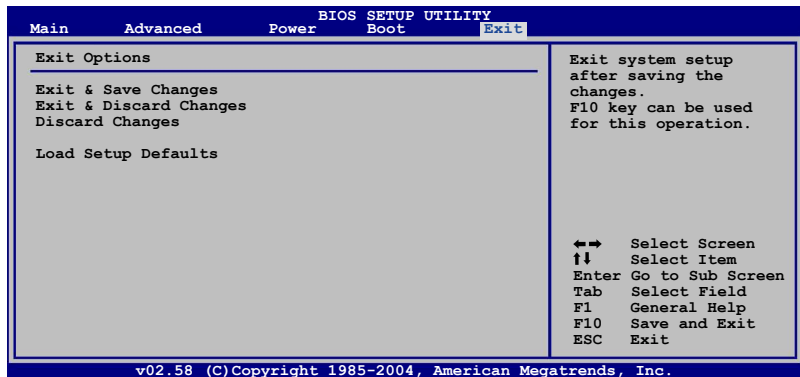 BIOS SETUP UTILITY
Main Advanced Power Boot Exit
Exit Options
Exit & Save Changes
Exit & Discard Changes
Discard Changes
Load Setup Defaults
Exit system setup
after saving the
changes.
F10 key can be used
for this operation.
←→ Select Screen
↑↓ Select Item
Enter Go to Sub Screen
Tab Select Field
F1 General Help
F10 Save and Exit
ESC Exit
v02.58 (C)Copyright 1985-2004, American Megatrends, Inc.